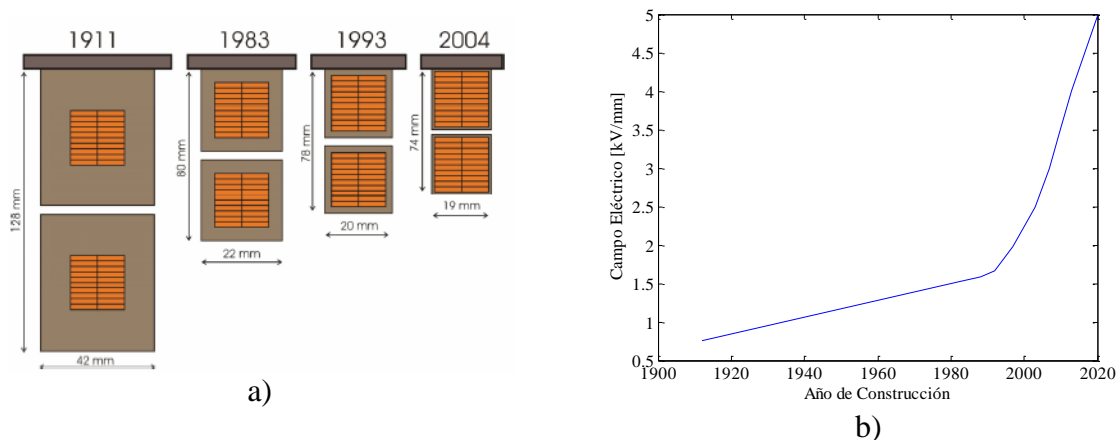 1911
1983
1993
2004
128 mm
80 mm
78 mm
74 mm
42 mm
22 mm
20 mm
19 mm
a)
5
4.5
4
3.5
3
2.5
2
1.5
1
0.5
Campo Eléctrico [kV/mm]
1900 1920 1940 1960 1980 2000 2020
Año de Construcción
b)